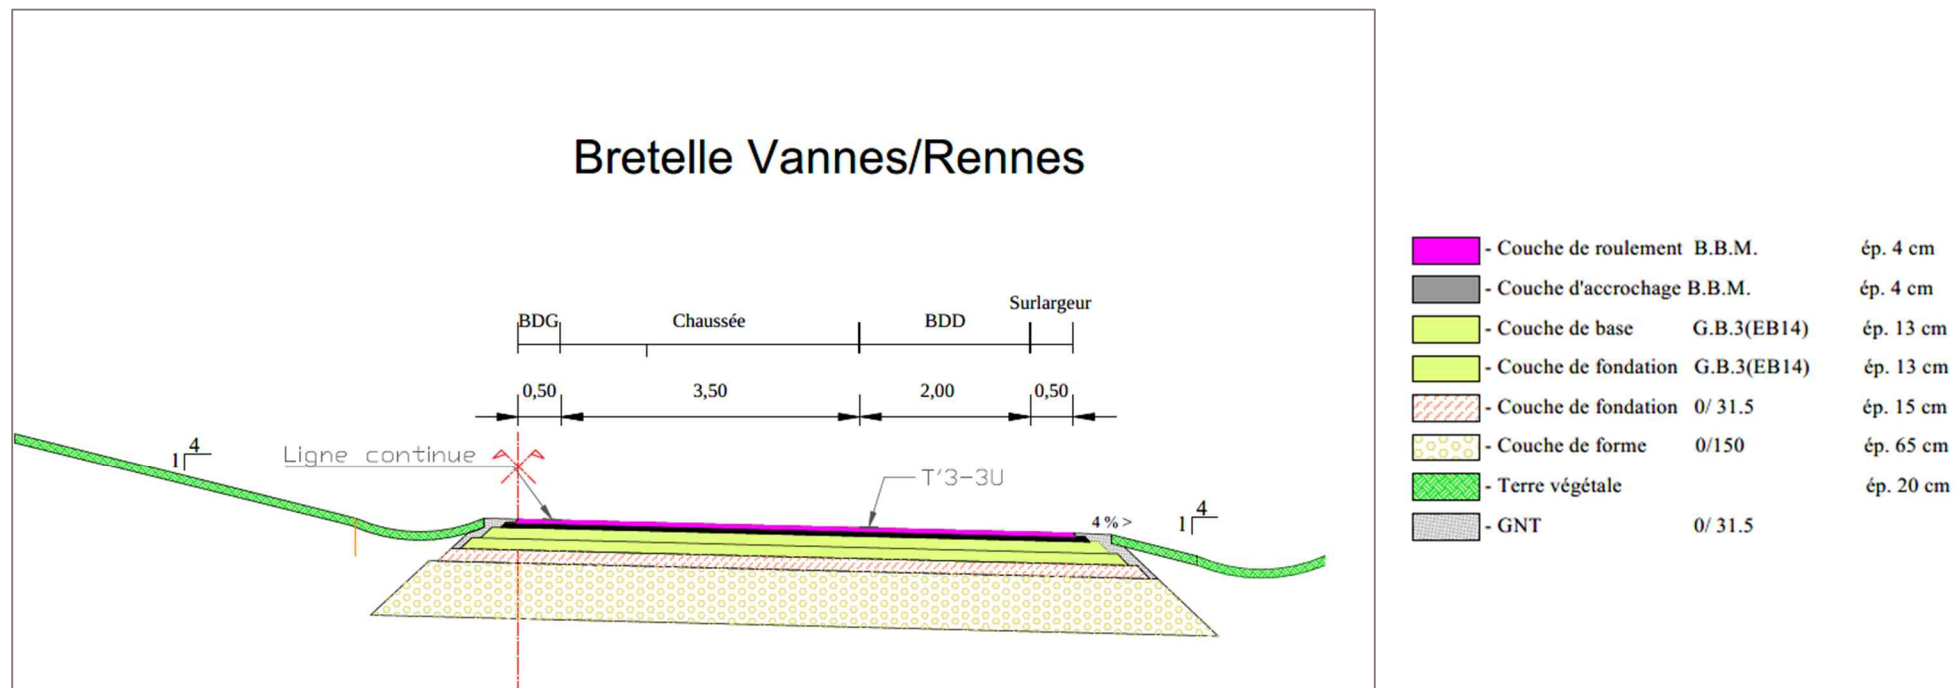 Bretelle Vannes/Rennes
BDG Chaussée BDD Surlargeur
0,50 3,50 2,00 0,50
Ligne continue
T'3-3U
1 4
4 % >
1 4
- Couche de roulement B.B.M. ép. 4 cm
- Couche d'accrochage B.B.M. ép. 4 cm
- Couche de base G.B.3(EB14) ép. 13 cm
- Couche de fondation G.B.3(EB14) ép. 13 cm
- Couche de fondation 0/ 31.5 ép. 15 cm
- Couche de forme 0/150 ép. 65 cm
- Terre végétale ép. 20 cm
- GNT 0/ 31.5